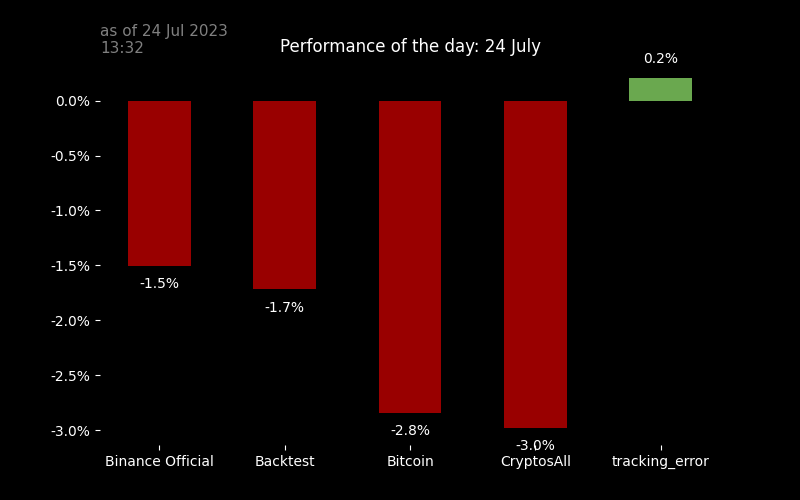 as of 24 Jul 2023
13:32
Performance of the day: 24 July
0.2%
0.0%
-0.5%
-1.0%
-1.5%
-1.5%
-1.7%
-2.0%
-2.5%
-2.8%
-3.0%
-3.0%
Binance Official
Backtest
Bitcoin
CryptosAll
tracking_error